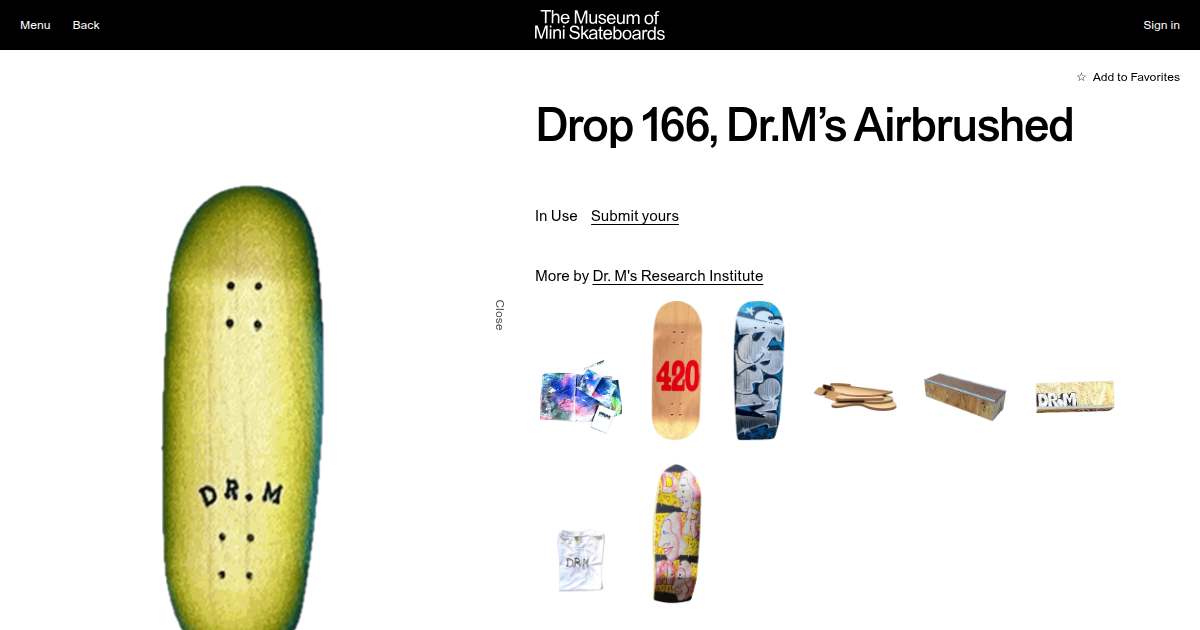 Menu
Back
The Museum of
Mini Skateboards
Sign in
☆ Add to Favorites
Drop 166, Dr.M’s Airbrushed
In Use
Submit yours
More by Dr. M's Research Institute
Close
DR.M
420
DR.M
DR.M